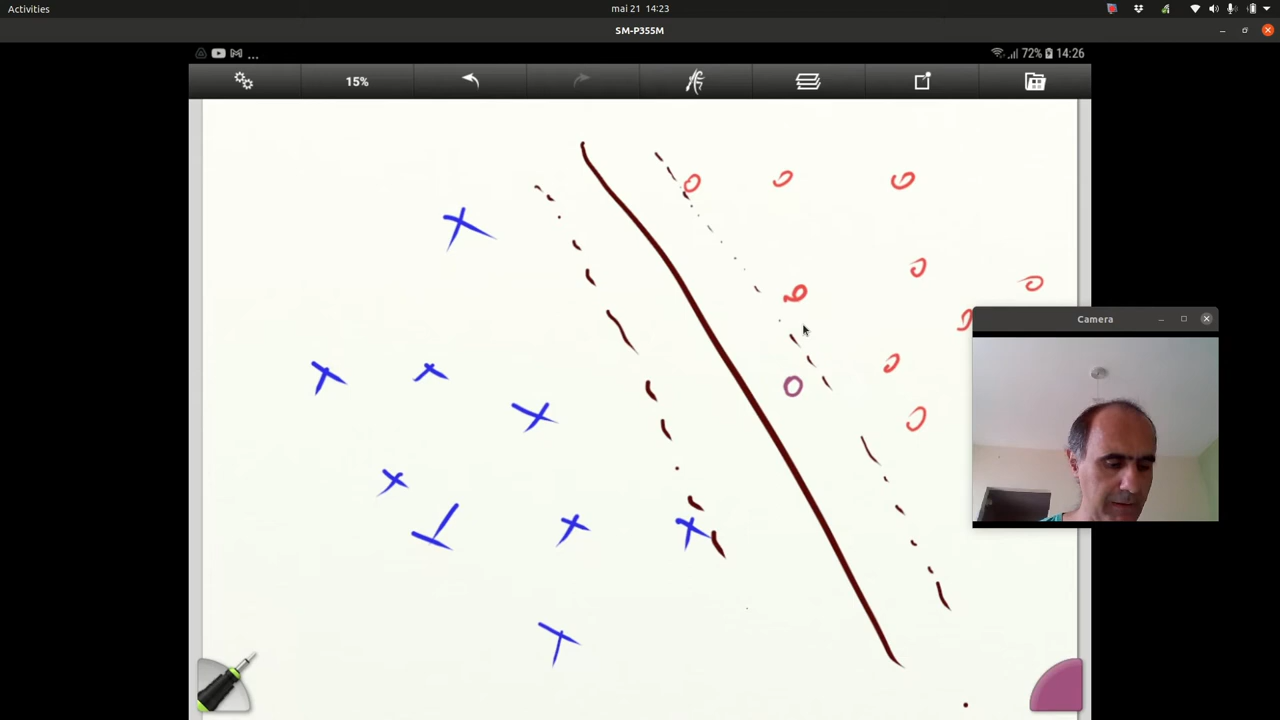 Activities
mai 21 14:23
SM-P355M
... 72% 14:26
15%
Camera